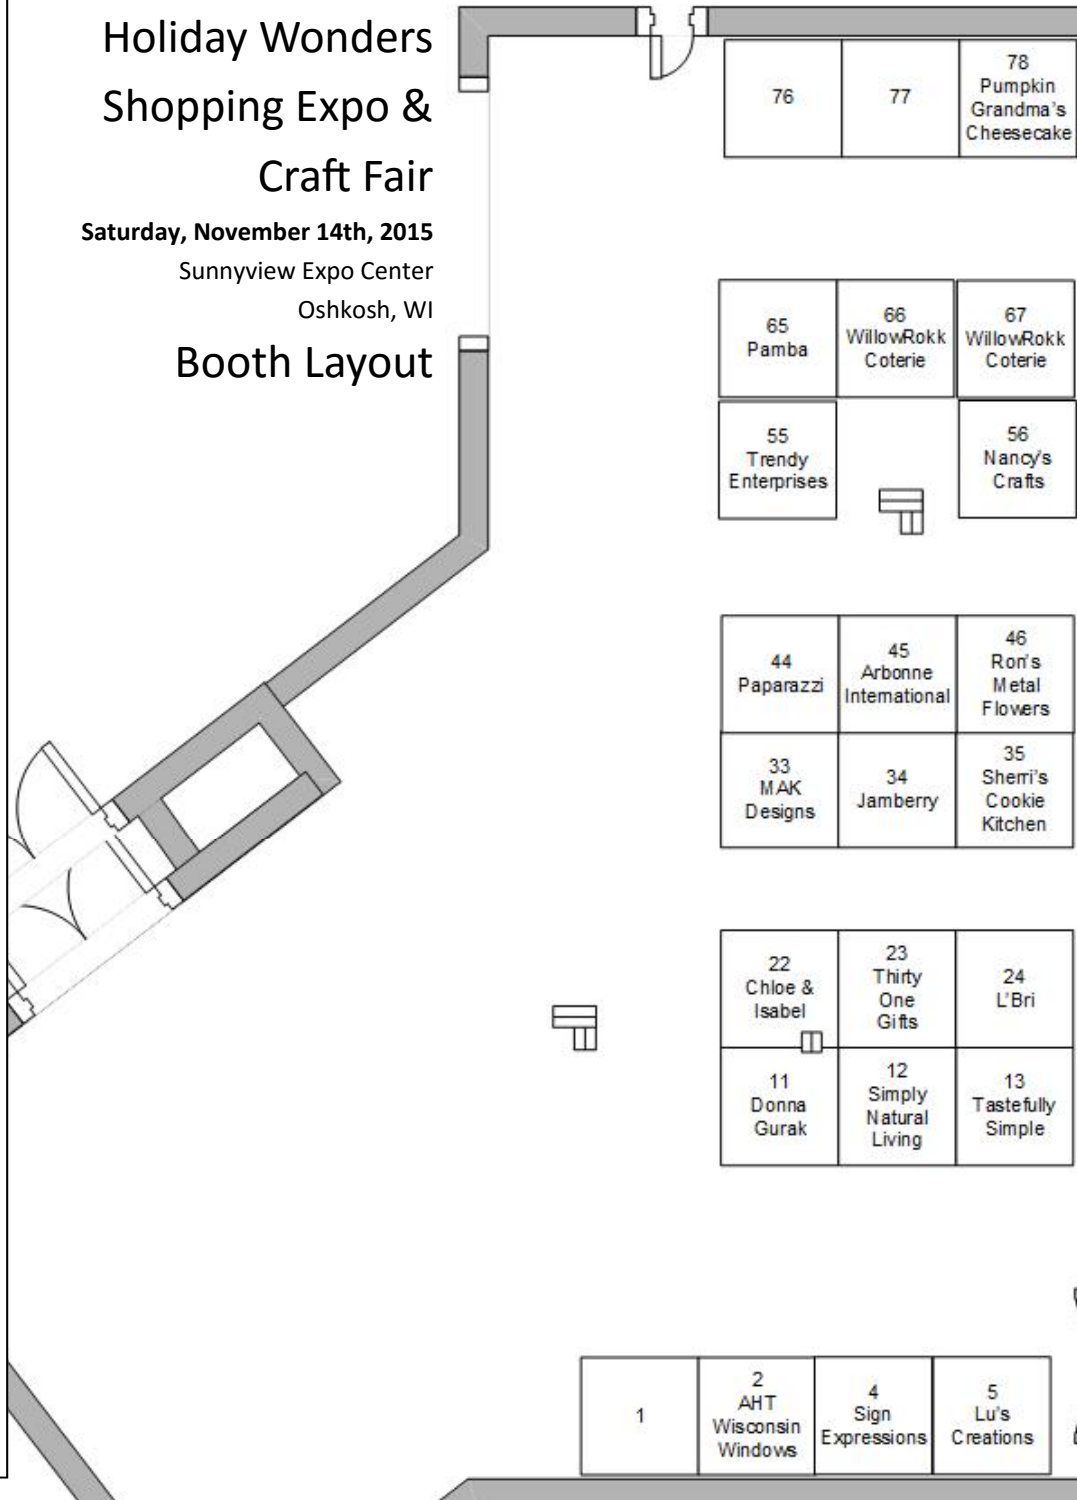 Holiday Wonders
Shopping Expo &
Craft Fair
Saturday, November 14th, 2015
Sunnyview Expo Center
Oshkosh, WI
Booth Layout
76
77
78
Pumpkin
Grandma's
Cheesecake
65
Pamba
66
WillowRokk
Coterie
67
WillowRokk
Coterie
55
Trendy
Enterprises
56
Nancy's
Crafts
44
Paparazzi
45
Arbonne
International
46
Ron's
Metal
Flowers
33
MAK
Designs
34
Jamberry
35
Sherri's
Cookie
Kitchen
22
Chloe &
Isabel
23
Thirty
One
Gifts
24
L'Bri
11
Donna
Gurak
12
Simply
Natural
Living
13
Tastefully
Simple
1
2
AHT
Wisconsin
Windows
4
Sign
Expressions
5
Lu's
Creations